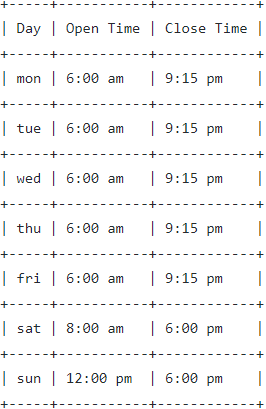 +-----+-----------+------------+
| Day | Open Time | Close Time |
+-----+-----------+------------+
| mon | 6:00 am   | 9:15 pm    |
+-----+-----------+------------+
| tue | 6:00 am   | 9:15 pm    |
+-----+-----------+------------+
| wed | 6:00 am   | 9:15 pm    |
+-----+-----------+------------+
| thu | 6:00 am   | 9:15 pm    |
+-----+-----------+------------+
| fri | 6:00 am   | 9:15 pm    |
+-----+-----------+------------+
| sat | 8:00 am   | 6:00 pm    |
+-----+-----------+------------+
| sun | 12:00 pm  | 6:00 pm    |
+-----+-----------+------------+